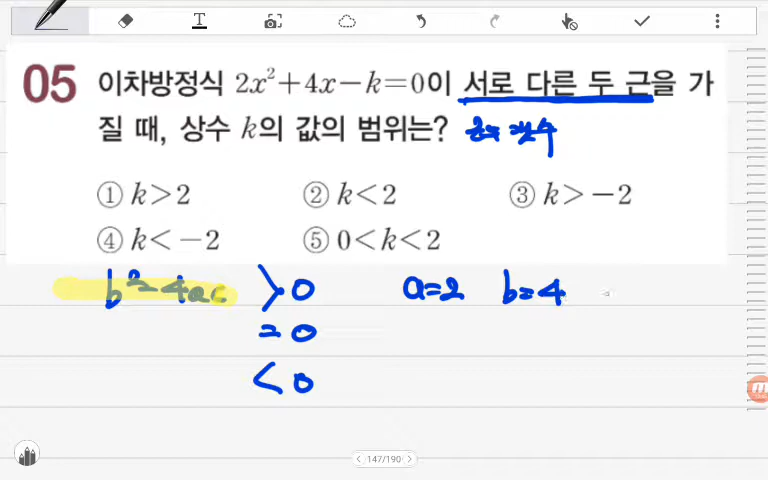 05 이차방정식 2x²+4x−k=0이 서로 다른 두 근을 가
질 때, 상수 k의 값의 범위는?
① k>2 ② k<2 ③ k>−2
④ k<−2 ⑤ 0<k<2
b²−4ac >0 a=2 b=4
=0
<0
147/190